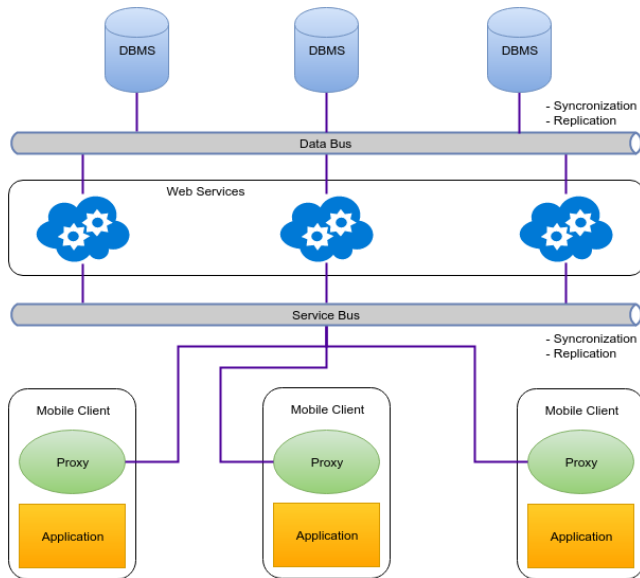 DBMS
DBMS
DBMS
- Syncronization
- Replication
Data Bus
Web Services
Service Bus
- Syncronization
- Replication
Mobile Client
Mobile Client
Mobile Client
Proxy
Proxy
Proxy
Application
Application
Application